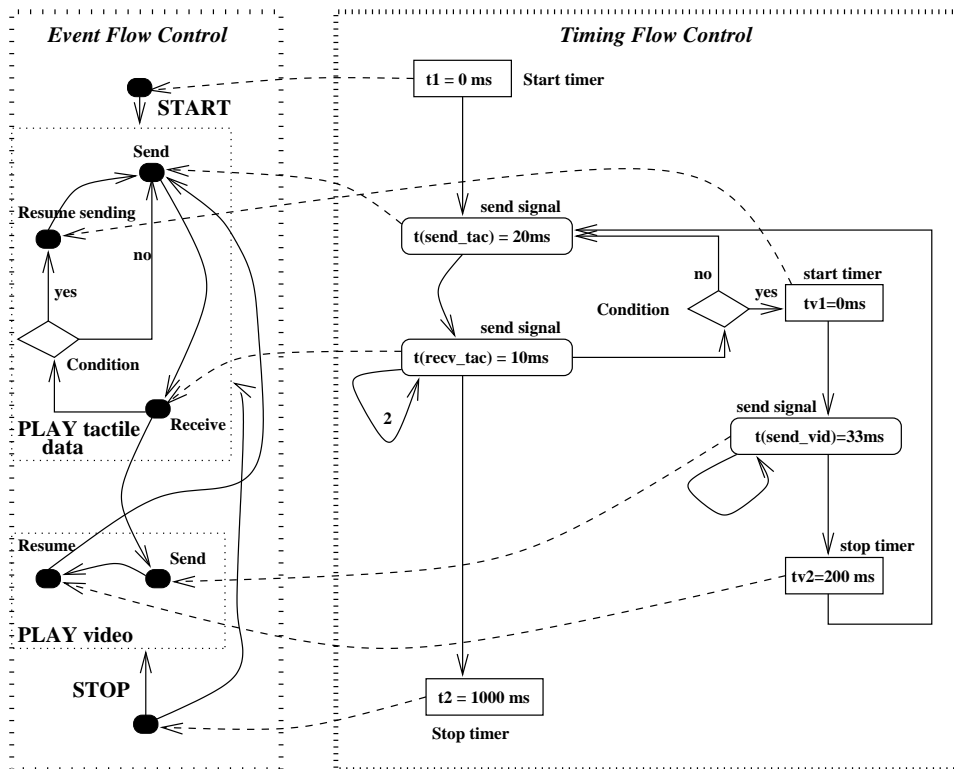 Event Flow Control
START
Send
Resume sending
no
yes
Condition
Receive
PLAY tactile
data
Resume
Send
PLAY video
STOP
Timing Flow Control
t1 = 0 ms
Start timer
send signal
t(send_tac) = 20ms
no
yes
Condition
start timer
tv1=0ms
send signal
t(recv_tac) = 10ms
2
send signal
t(send_vid)=33ms
stop timer
tv2=200 ms
t2 = 1000 ms
Stop timer